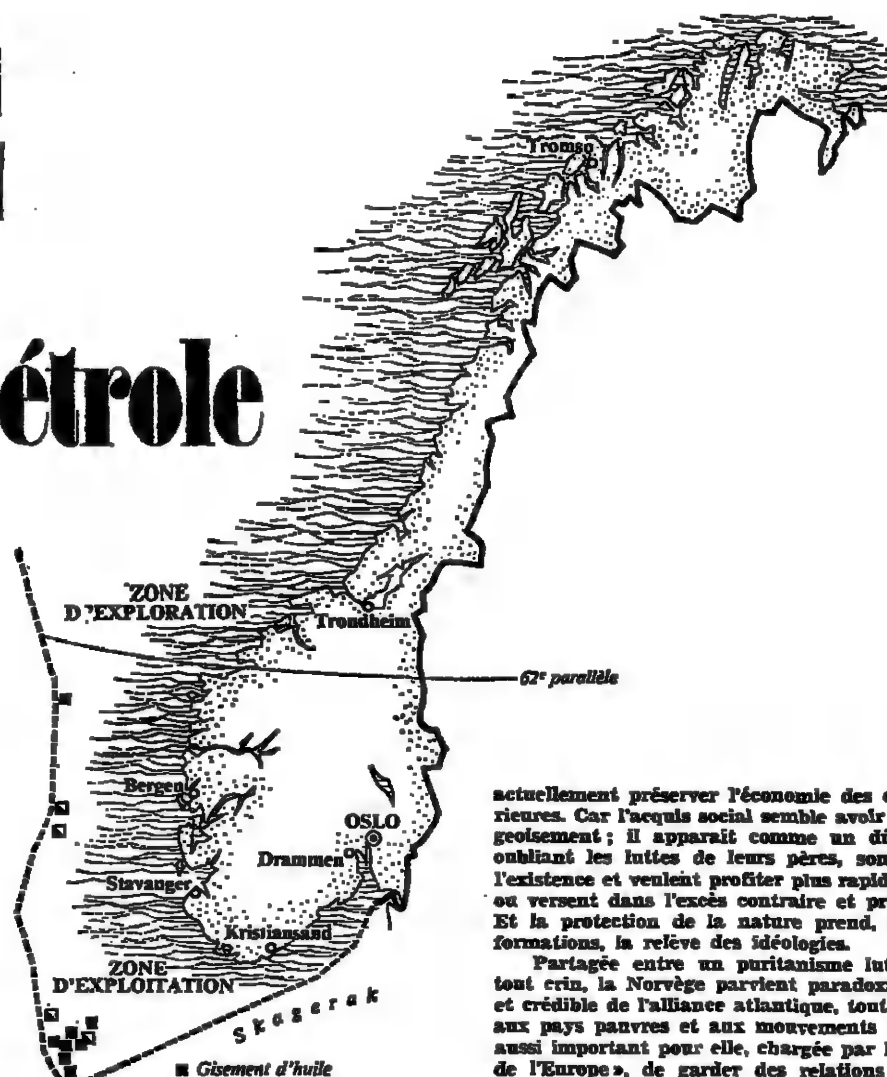 étrole
Tromsø
ZONE
D'EXPLORATION
Trondheim
62e parallèle
Bergen
OSLO
Drammen
Stavanger
Kristiansand
ZONE
D'EXPLOITATION
Skagerak
Gisement d'huile
actuellement préserver l'économie des
rieures. Car l'acquis social semble avoir
geoisement ; il apparaît comme un
oubliant les luttes de leurs pères,
l'existence et veulent profiter plus
ou versent dans l'excès contraire et
Et la protection de la nature prend,
formations, la relève des idéologies.
Partagée entre un puritanisme
tout crin, la Norvège parvient
et crédible de l'alliance atlantique,
aux pays pauvres et aux mouvements
aussi important pour elle, chargée par
de l'Europe», de garder des relations